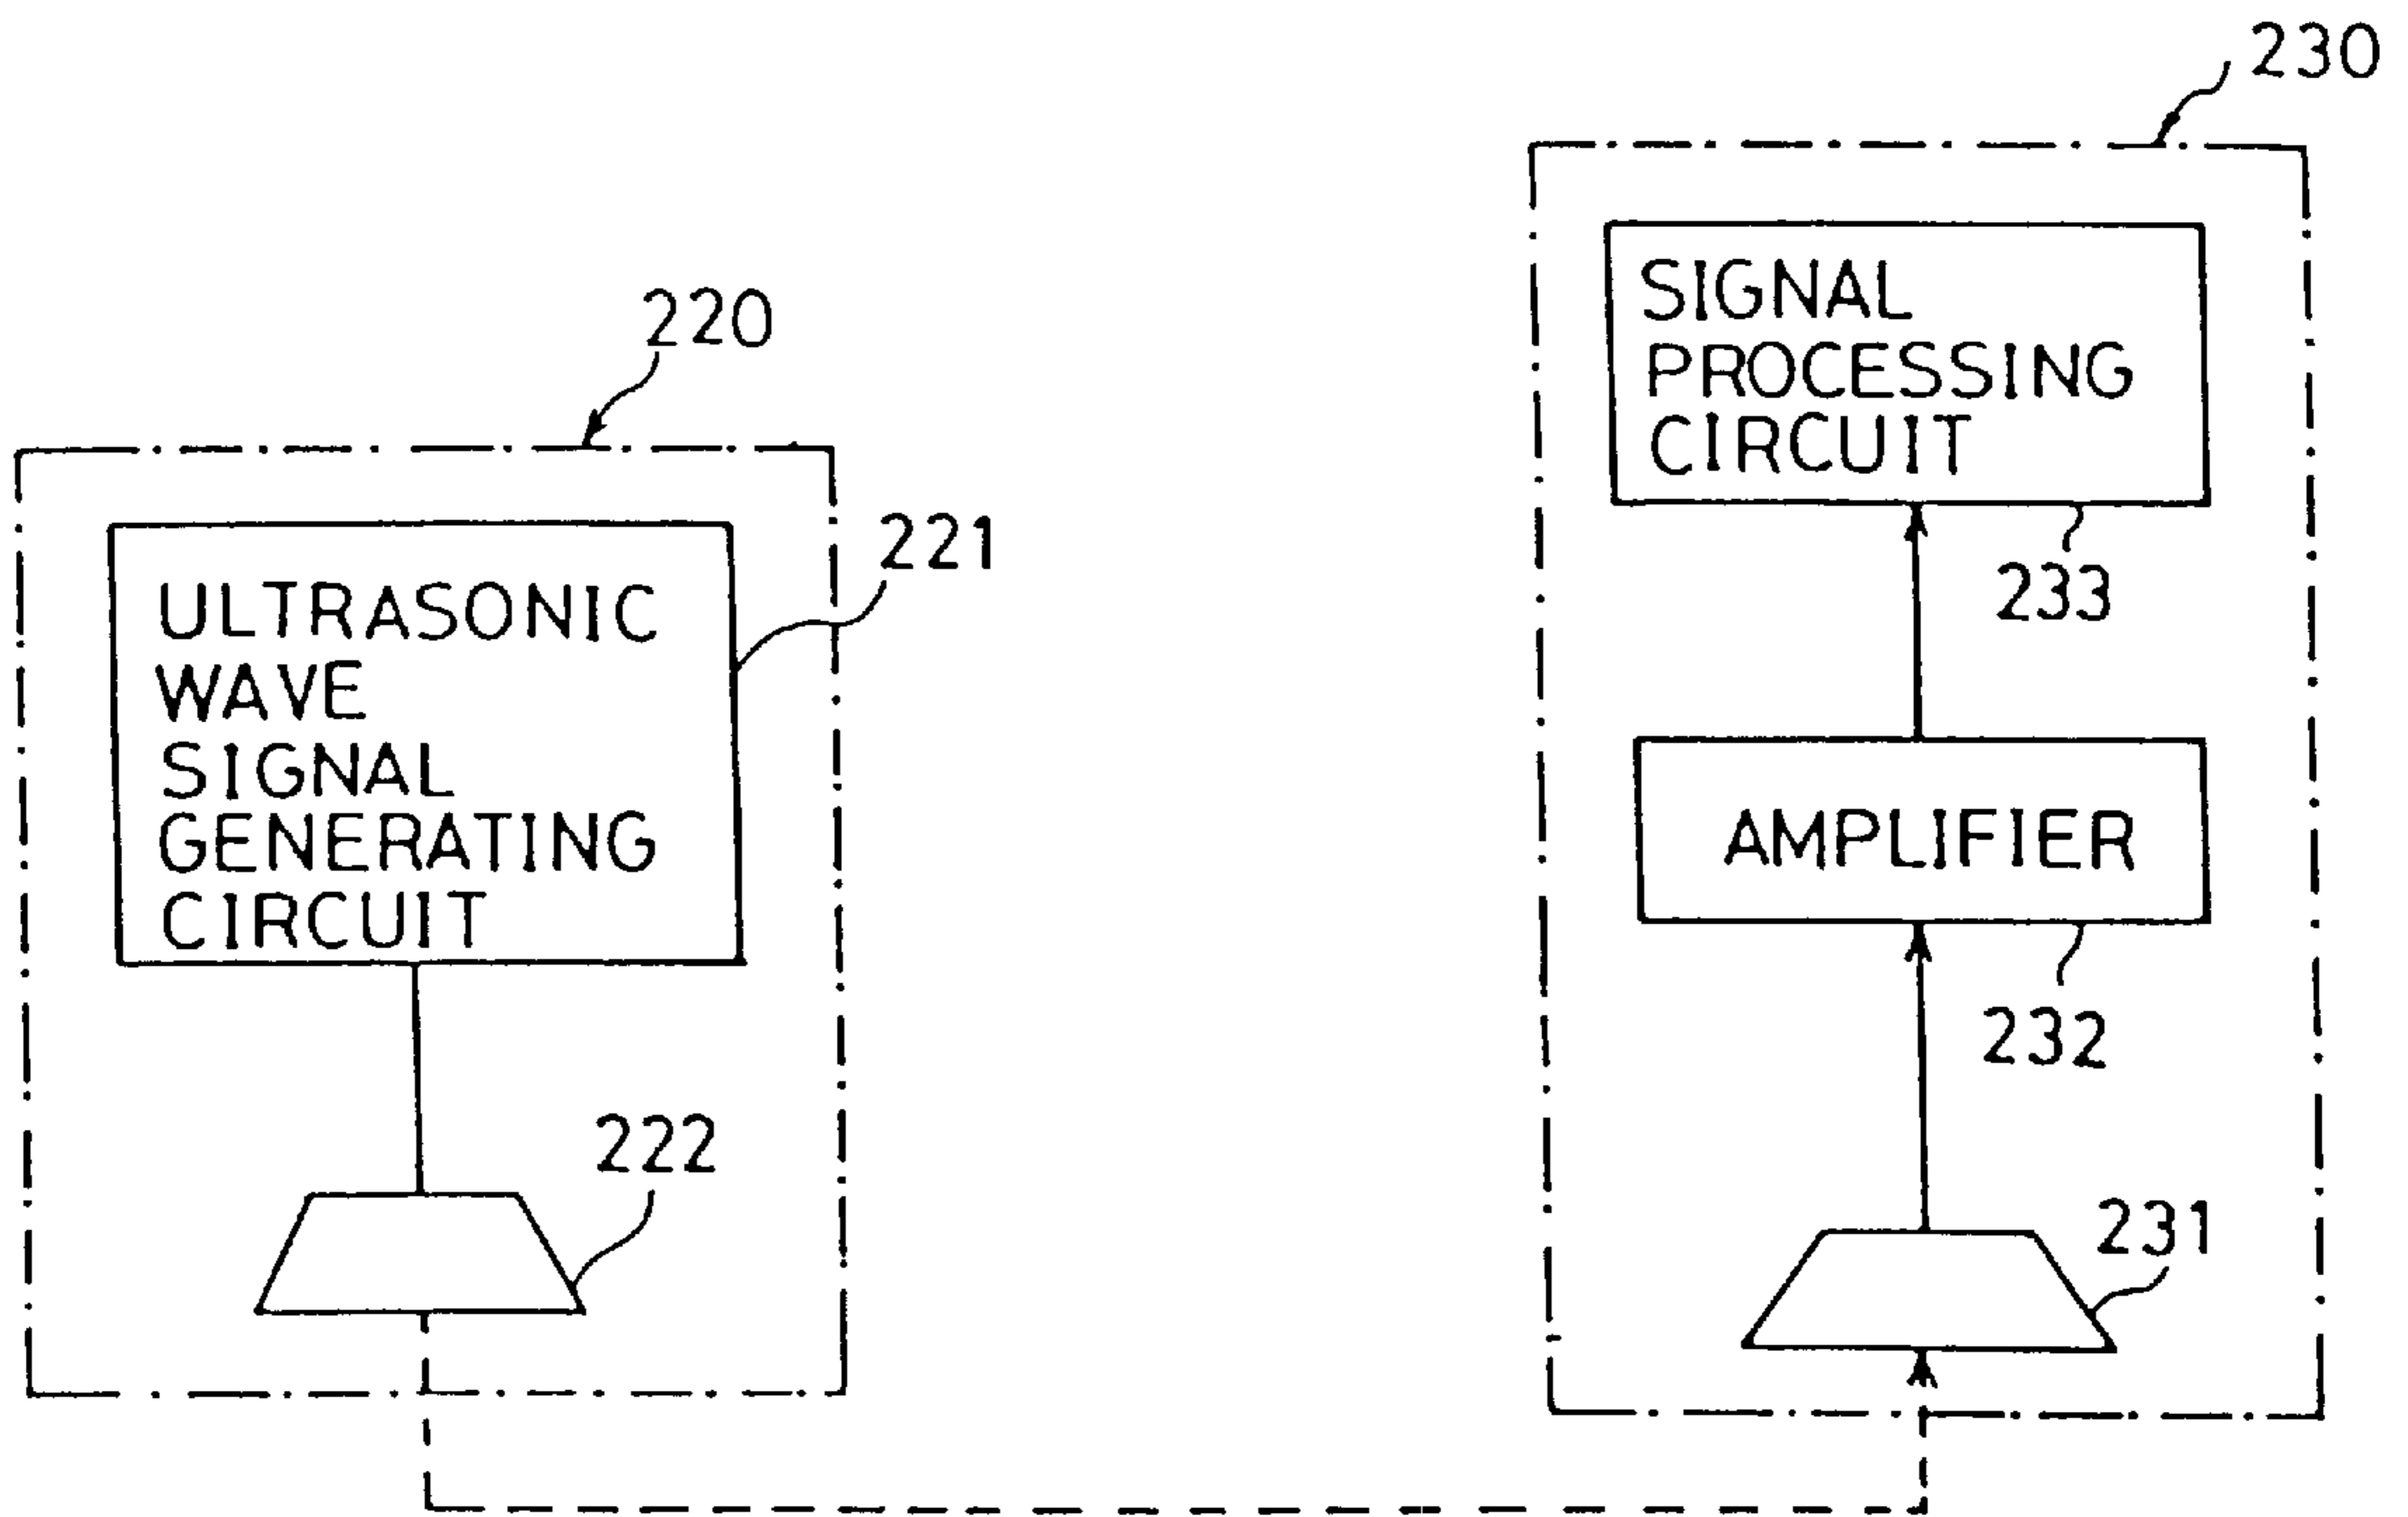 230
SIGNAL
PROCESSING
CIRCUIT
233
220
221
ULTRASONIC
WAVE
SIGNAL
GENERATING
CIRCUIT
AMPLIFIER
232
222
231